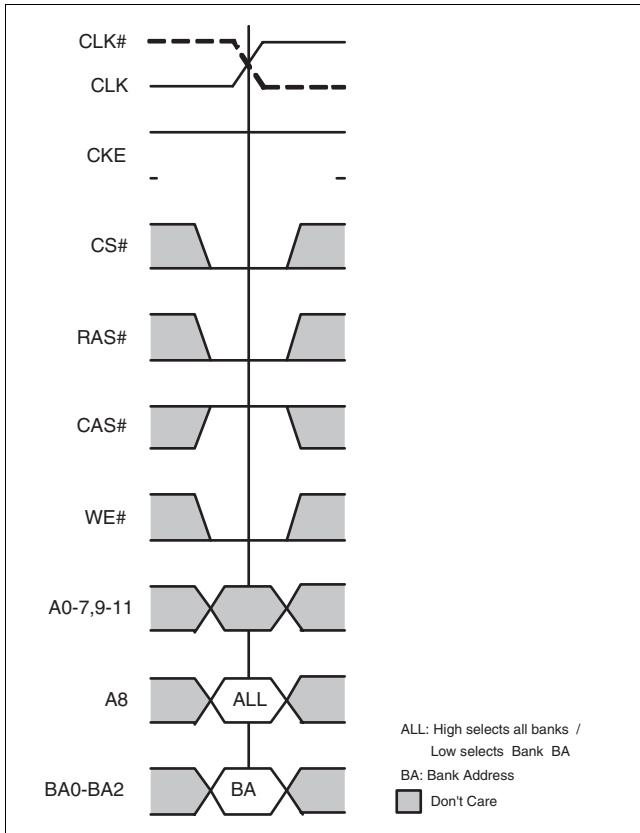 CLK#
CLK
CKE
CS#
RAS#
CAS#
WE#
A0-7,9-11
A8
ALL
BA0-BA2
BA
ALL: High selects all banks /
Low selects Bank BA
BA: Bank Address
Don't Care